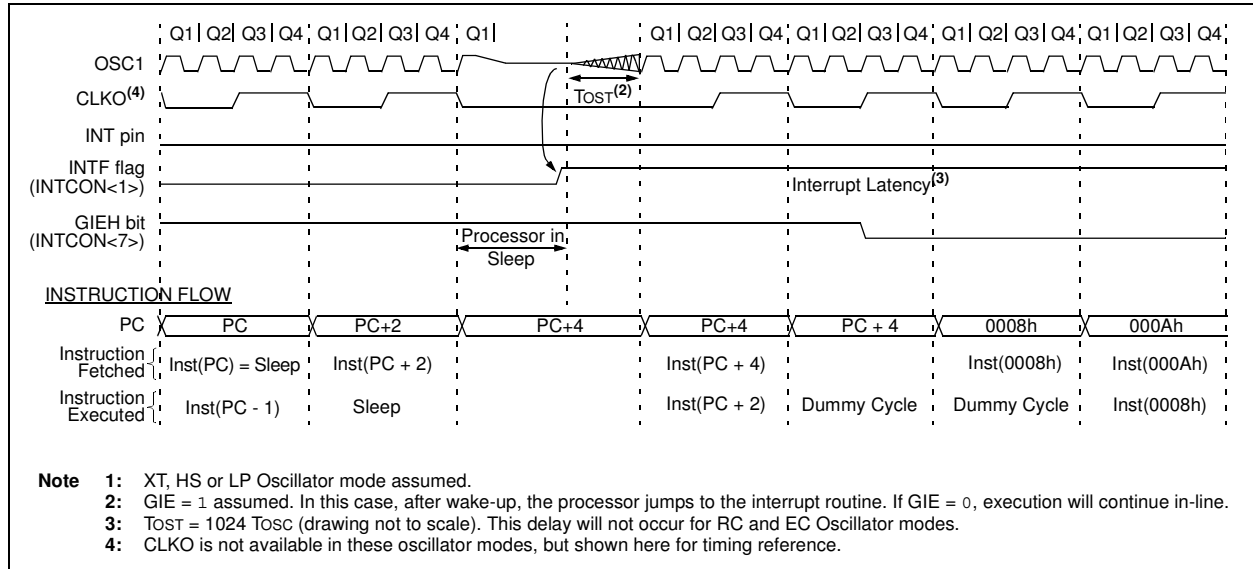 Q1 Q2 Q3 Q4 Q1 Q2 Q3 Q4 Q1 Q1 Q2 Q3 Q4 Q1 Q2 Q3 Q4 Q1 Q2 Q3 Q4 Q1 Q2 Q3 Q4
OSC1
CLKO(4)
TOST(2)
INT pin
INTF flag
(INTCON<1>)
Interrupt Latency(3)
GIEH bit
(INTCON<7>)
Processor in
Sleep
INSTRUCTION FLOW
PC PC PC+2 PC+4 PC+4 PC + 4 0008h 000Ah
Instruction
Fetched
Inst(PC) = Sleep Inst(PC + 2) Inst(PC + 4) Inst(0008h) Inst(000Ah)
Instruction
Executed
Inst(PC - 1) Sleep Inst(PC + 2) Dummy Cycle Dummy Cycle Inst(0008h)
Note 1: XT, HS or LP Oscillator mode assumed.
2: GIE = 1 assumed. In this case, after wake-up, the processor jumps to the interrupt routine. If GIE = 0, execution will continue in-line.
3: TOST = 1024 TOSC (drawing not to scale). This delay will not occur for RC and EC Oscillator modes.
4: CLKO is not available in these oscillator modes, but shown here for timing reference.